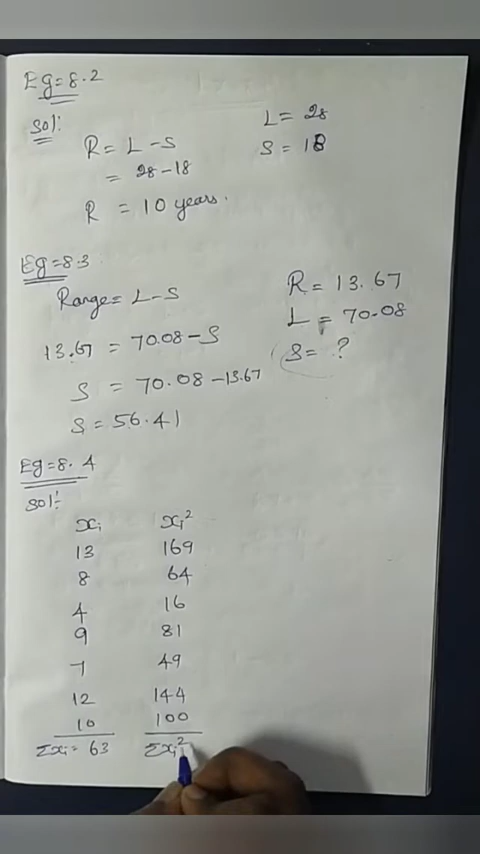 Eg=8.2
Sol:
L = 28
R = L - S
S = 18
= 28-18
R = 10 years.
Eg=8.3
Range= L-S
R = 13.67
L = 70.08
13.67 = 70.08 - S
S = ?
S = 70.08 - 13.67
S = 56.41
Eg=8.4
Sol:-
xi xi²
13 169
8 64
4 16
9 81
7 49
12 144
10 100
Σxi = 63 Σxi²